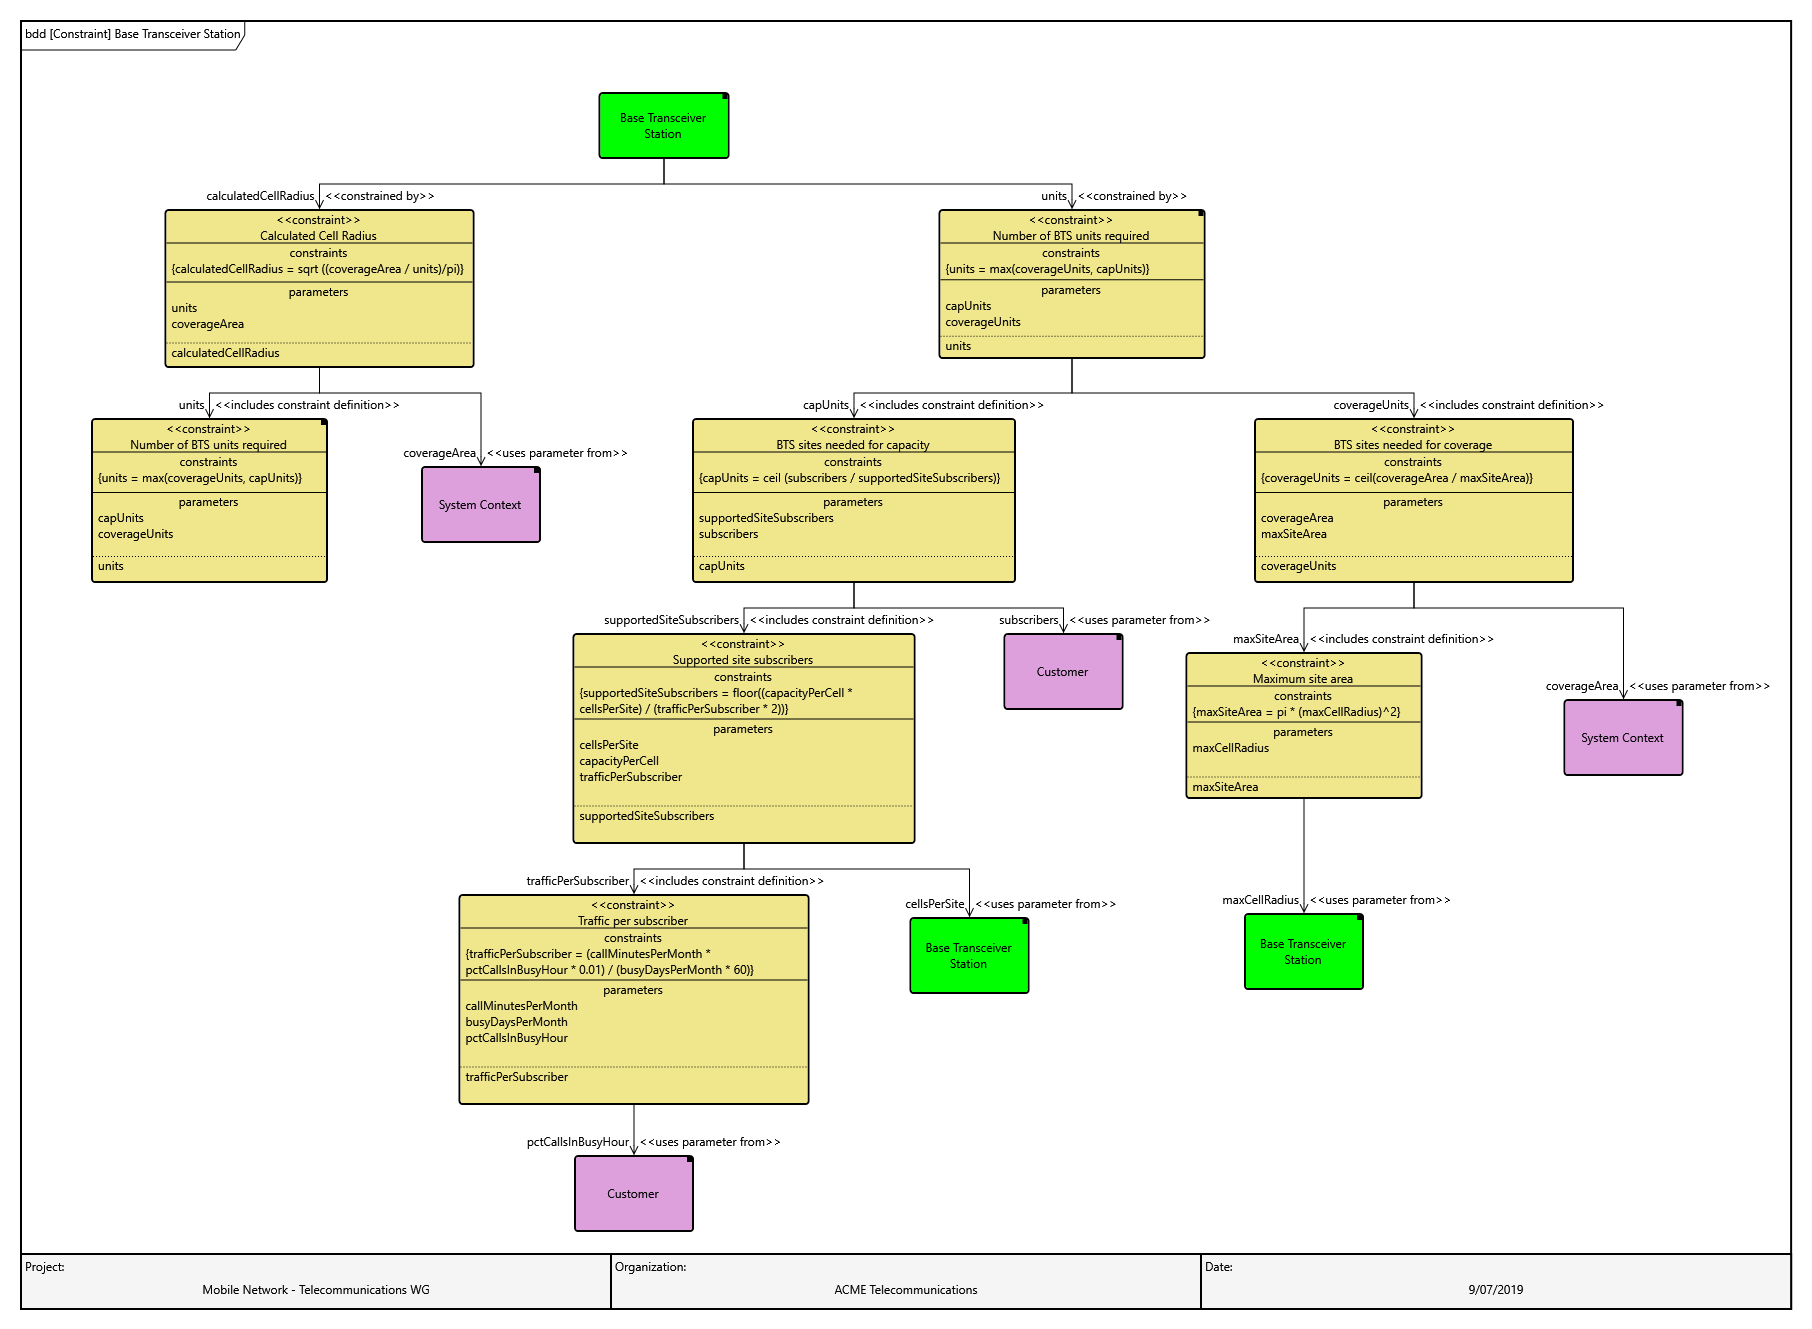 bdd [Constraint] Base Transceiver Station
Base Transceiver
Station
calculatedCellRadius <<constrained by>>
units <<constrained by>>
<<constraint>>
Calculated Cell Radius
constraints
{calculatedCellRadius = sqrt ((coverageArea / units)/pi)}
parameters
units
coverageArea
calculatedCellRadius
<<constraint>>
Number of BTS units required
constraints
{units = max(coverageUnits, capUnits)}
parameters
capUnits
coverageUnits
units
units <<includes constraint definition>>
<<constraint>>
Number of BTS units required
constraints
{units = max(coverageUnits, capUnits)}
parameters
capUnits
coverageUnits
units
coverageArea <<uses parameter from>>
System Context
capUnits <<includes constraint definition>>
<<constraint>>
BTS sites needed for capacity
constraints
{capUnits = ceil (subscribers / supportedSiteSubscribers)}
parameters
supportedSiteSubscribers
subscribers
capUnits
coverageUnits <<includes constraint definition>>
<<constraint>>
BTS sites needed for coverage
constraints
{coverageUnits = ceil(coverageArea / maxSiteArea)}
parameters
coverageArea
maxSiteArea
coverageUnits
supportedSiteSubscribers <<includes constraint definition>>
<<constraint>>
Supported site subscribers
constraints
{supportedSiteSubscribers = floor((capacityPerCell *
cellsPerSite) / (trafficPerSubscriber * 2))}
parameters
cellsPerSite
capacityPerCell
trafficPerSubscriber
supportedSiteSubscribers
subscribers <<uses parameter from>>
Customer
maxSiteArea <<includes constraint definition>>
<<constraint>>
Maximum site area
constraints
{maxSiteArea = pi * (maxCellRadius)^2}
parameters
maxCellRadius
maxSiteArea
coverageArea <<uses parameter from>>
System Context
trafficPerSubscriber <<includes constraint definition>>
<<constraint>>
Traffic per subscriber
constraints
{trafficPerSubscriber = (callMinutesPerMonth *
pctCallsInBusyHour * 0.01) / (busyDaysPerMonth * 60)}
parameters
callMinutesPerMonth
busyDaysPerMonth
pctCallsInBusyHour
trafficPerSubscriber
cellsPerSite <<uses parameter from>>
Base Transceiver
Station
maxCellRadius <<uses parameter from>>
Base Transceiver
Station
pctCallsInBusyHour <<uses parameter from>>
Customer
Project:
Mobile Network - Telecommunications WG
Organization:
ACME Telecommunications
Date:
9/07/2019